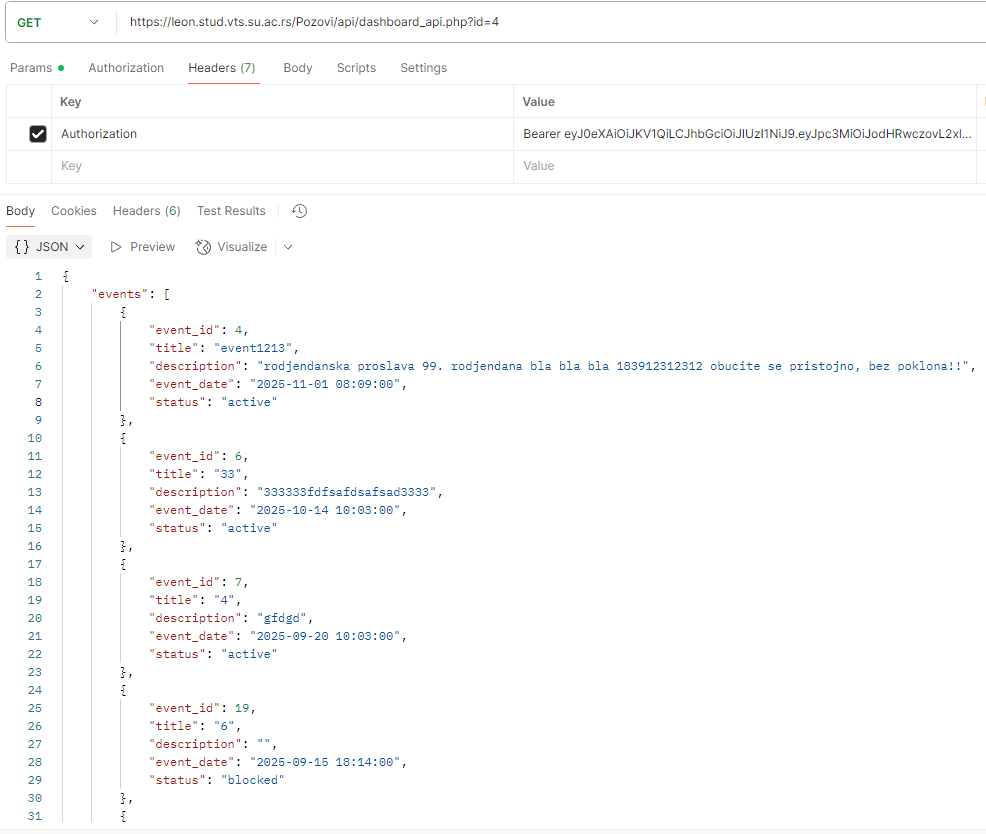 GET https://leon.stud.vts.su.ac.rs/Pozovi/api/dashboard_api.php?id=4
Params Authorization Headers (7) Body Scripts Settings
Key Value
Authorization Bearer eyJ0eXAiOiJKV1QiLCJhbGciOiJIUzI1NiJ9.eyJpc3MiOiJodHRwczovL2xl...
Key Value
Body Cookies Headers (6) Test Results
{} JSON Preview Visualize
1 {
2 "events": [
3 {
4 "event_id": 4,
5 "title": "event1213",
6 "description": "rodjendanska proslava 99. rodjendana bla bla bla 183912312312 obucite se pristojno, bez poklona!!",
7 "event_date": "2025-11-01 08:09:00",
8 "status": "active"
9 },
10 {
11 "event_id": 6,
12 "title": "33",
13 "description": "333333fdfsafdsafsad3333",
14 "event_date": "2025-10-14 10:03:00",
15 "status": "active"
16 },
17 {
18 "event_id": 7,
19 "title": "4",
20 "description": "gfdgd",
21 "event_date": "2025-09-20 10:03:00",
22 "status": "active"
23 },
24 {
25 "event_id": 19,
26 "title": "6",
27 "description": "",
28 "event_date": "2025-09-15 18:14:00",
29 "status": "blocked"
30 },
31 {